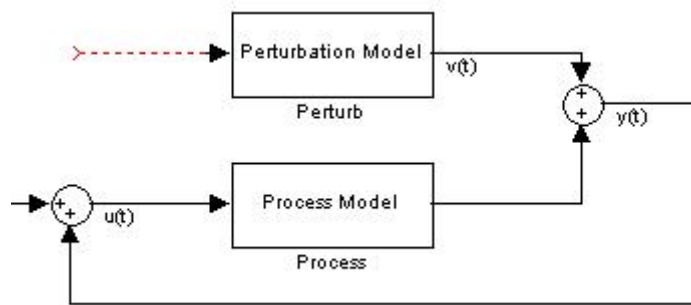 Perturbation Model
v(t)
Perturb
+
+
y(t)
Process Model
+
+
u(t)
Process